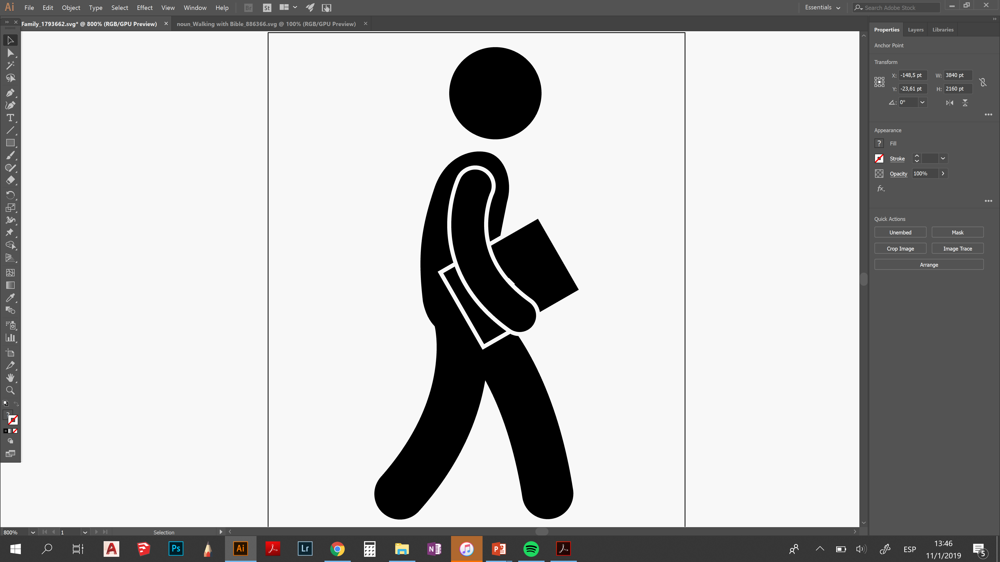 Ai File Edit Object Type Select Effect View Window Help Br St Essentials Search Adobe Stock
Family_1793662.svg* @ 800% (RGB/GPU Preview) noun_Walking with Bible_886366.svg @ 100% (RGB/GPU Preview)
Properties Layers Libraries
Anchor Point
Transform
X: -148,5 pt W: 3840 pt
Y: -23,61 pt H: 2160 pt
0°
Appearance
? Fill
Stroke
Opacity 100%
fx
Quick Actions
Unembed Mask
Crop Image Image Trace
Arrange
?
800% 1 Selection
A Ps Ai Lr N P ESP 13:46
11/1/2019 5